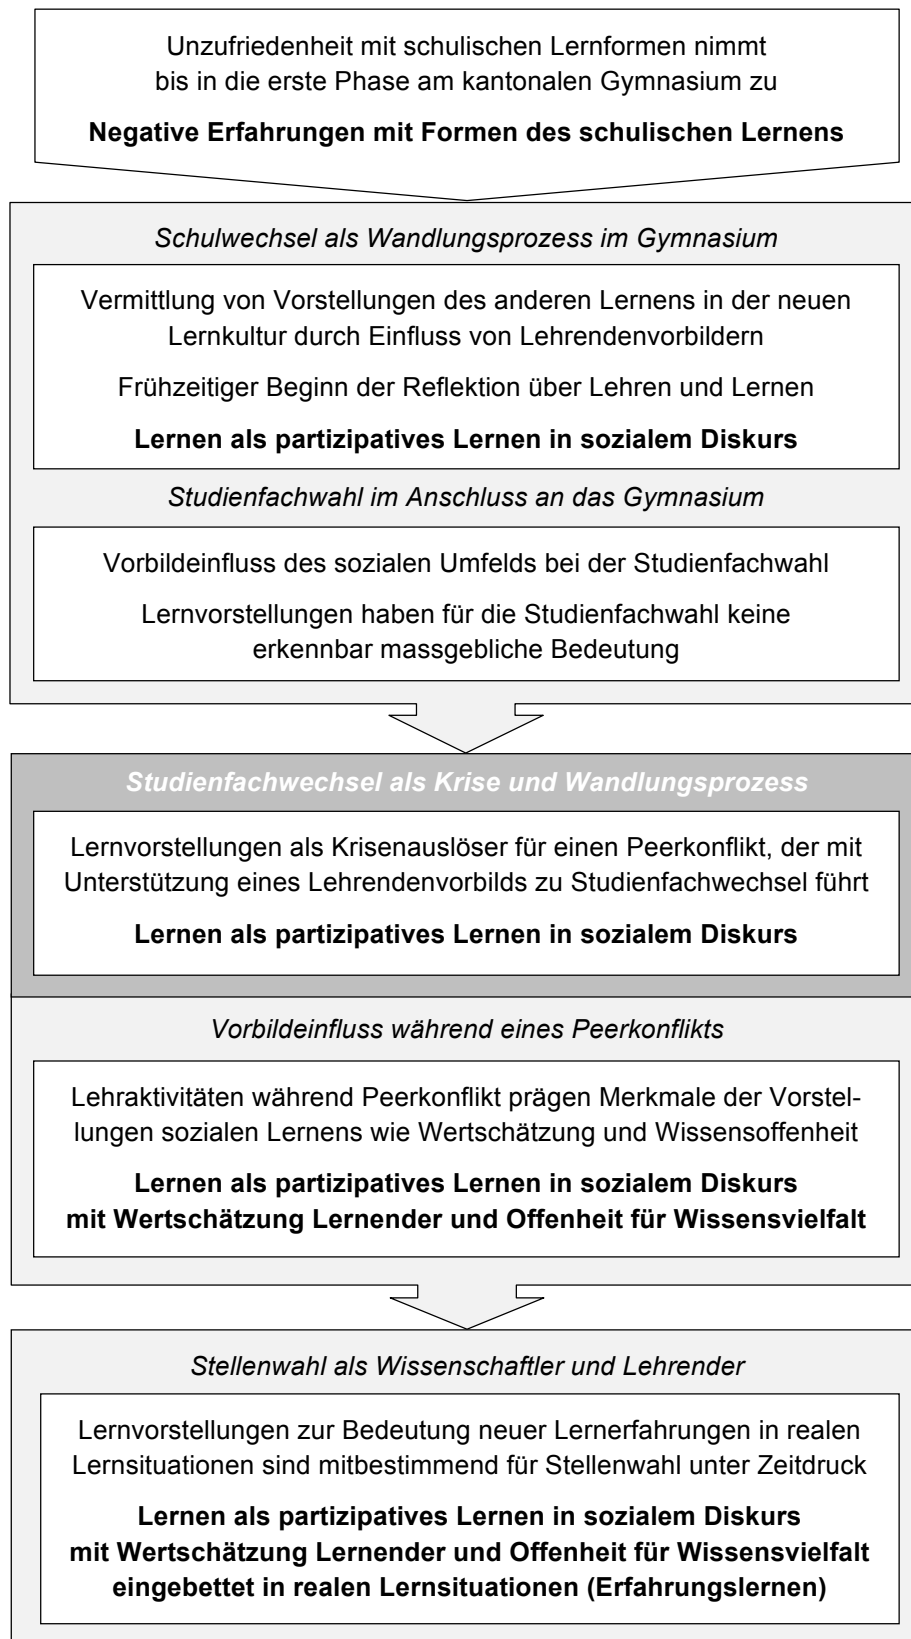 Unzufriedenheit mit schulischen Lernformen nimmt
bis in die erste Phase am kantonalen Gymnasium zu
Negative Erfahrungen mit Formen des schulischen Lernens
Schulwechsel als Wandlungsprozess im Gymnasium
Vermittlung von Vorstellungen des anderen Lernens in der neuen
Lernkultur durch Einfluss von Lehrendenvorbildern
Frühzeitiger Beginn der Reflektion über Lehren und Lernen
Lernen als partizipatives Lernen in sozialem Diskurs
Studienfachwahl im Anschluss an das Gymnasium
Vorbildeinfluss des sozialen Umfelds bei der Studienfachwahl
Lernvorstellungen haben für die Studienfachwahl keine
erkennbar massgebliche Bedeutung
Studienfachwechsel als Krise und Wandlungsprozess
Lernvorstellungen als Krisenauslöser für einen Peerkonflikt, der mit
Unterstützung eines Lehrendenvorbilds zu Studienfachwechsel führt
Lernen als partizipatives Lernen in sozialem Diskurs
Vorbildeinfluss während eines Peerkonflikts
Lehraktivitäten während Peerkonflikt prägen Merkmale der Vorstel-
lungen sozialen Lernens wie Wertschätzung und Wissensoffenheit
Lernen als partizipatives Lernen in sozialem Diskurs
mit Wertschätzung Lernender und Offenheit für Wissensvielfalt
Stellenwahl als Wissenschaftler und Lehrender
Lernvorstellungen zur Bedeutung neuer Lernerfahrungen in realen
Lernsituationen sind mitbestimmend für Stellenwahl unter Zeitdruck
Lernen als partizipatives Lernen in sozialem Diskurs
mit Wertschätzung Lernender und Offenheit für Wissensvielfalt
eingebettet in realen Lernsituationen (Erfahrungslernen)